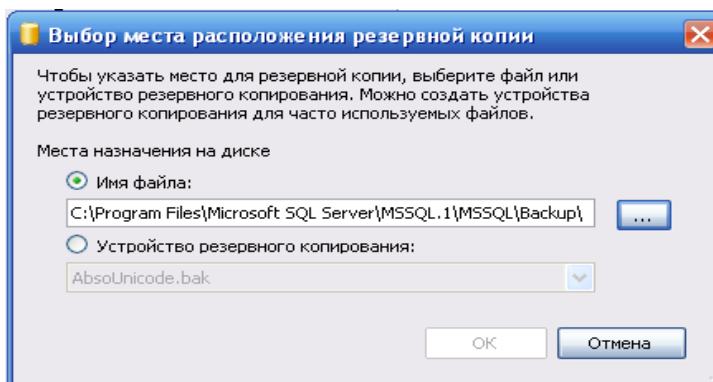 Выбор места расположения резервной копии
Чтобы указать место для резервной копии, выберите файл или
устройство резервного копирования. Можно создать устройства
резервного копирования для часто используемых файлов.
Места назначения на диске
Имя файла:
C:\Program Files\Microsoft SQL Server\MSSQL.1\MSSQL\Backup\
...
Устройство резервного копирования:
AbsoUnicode.bak
OK
Отмена